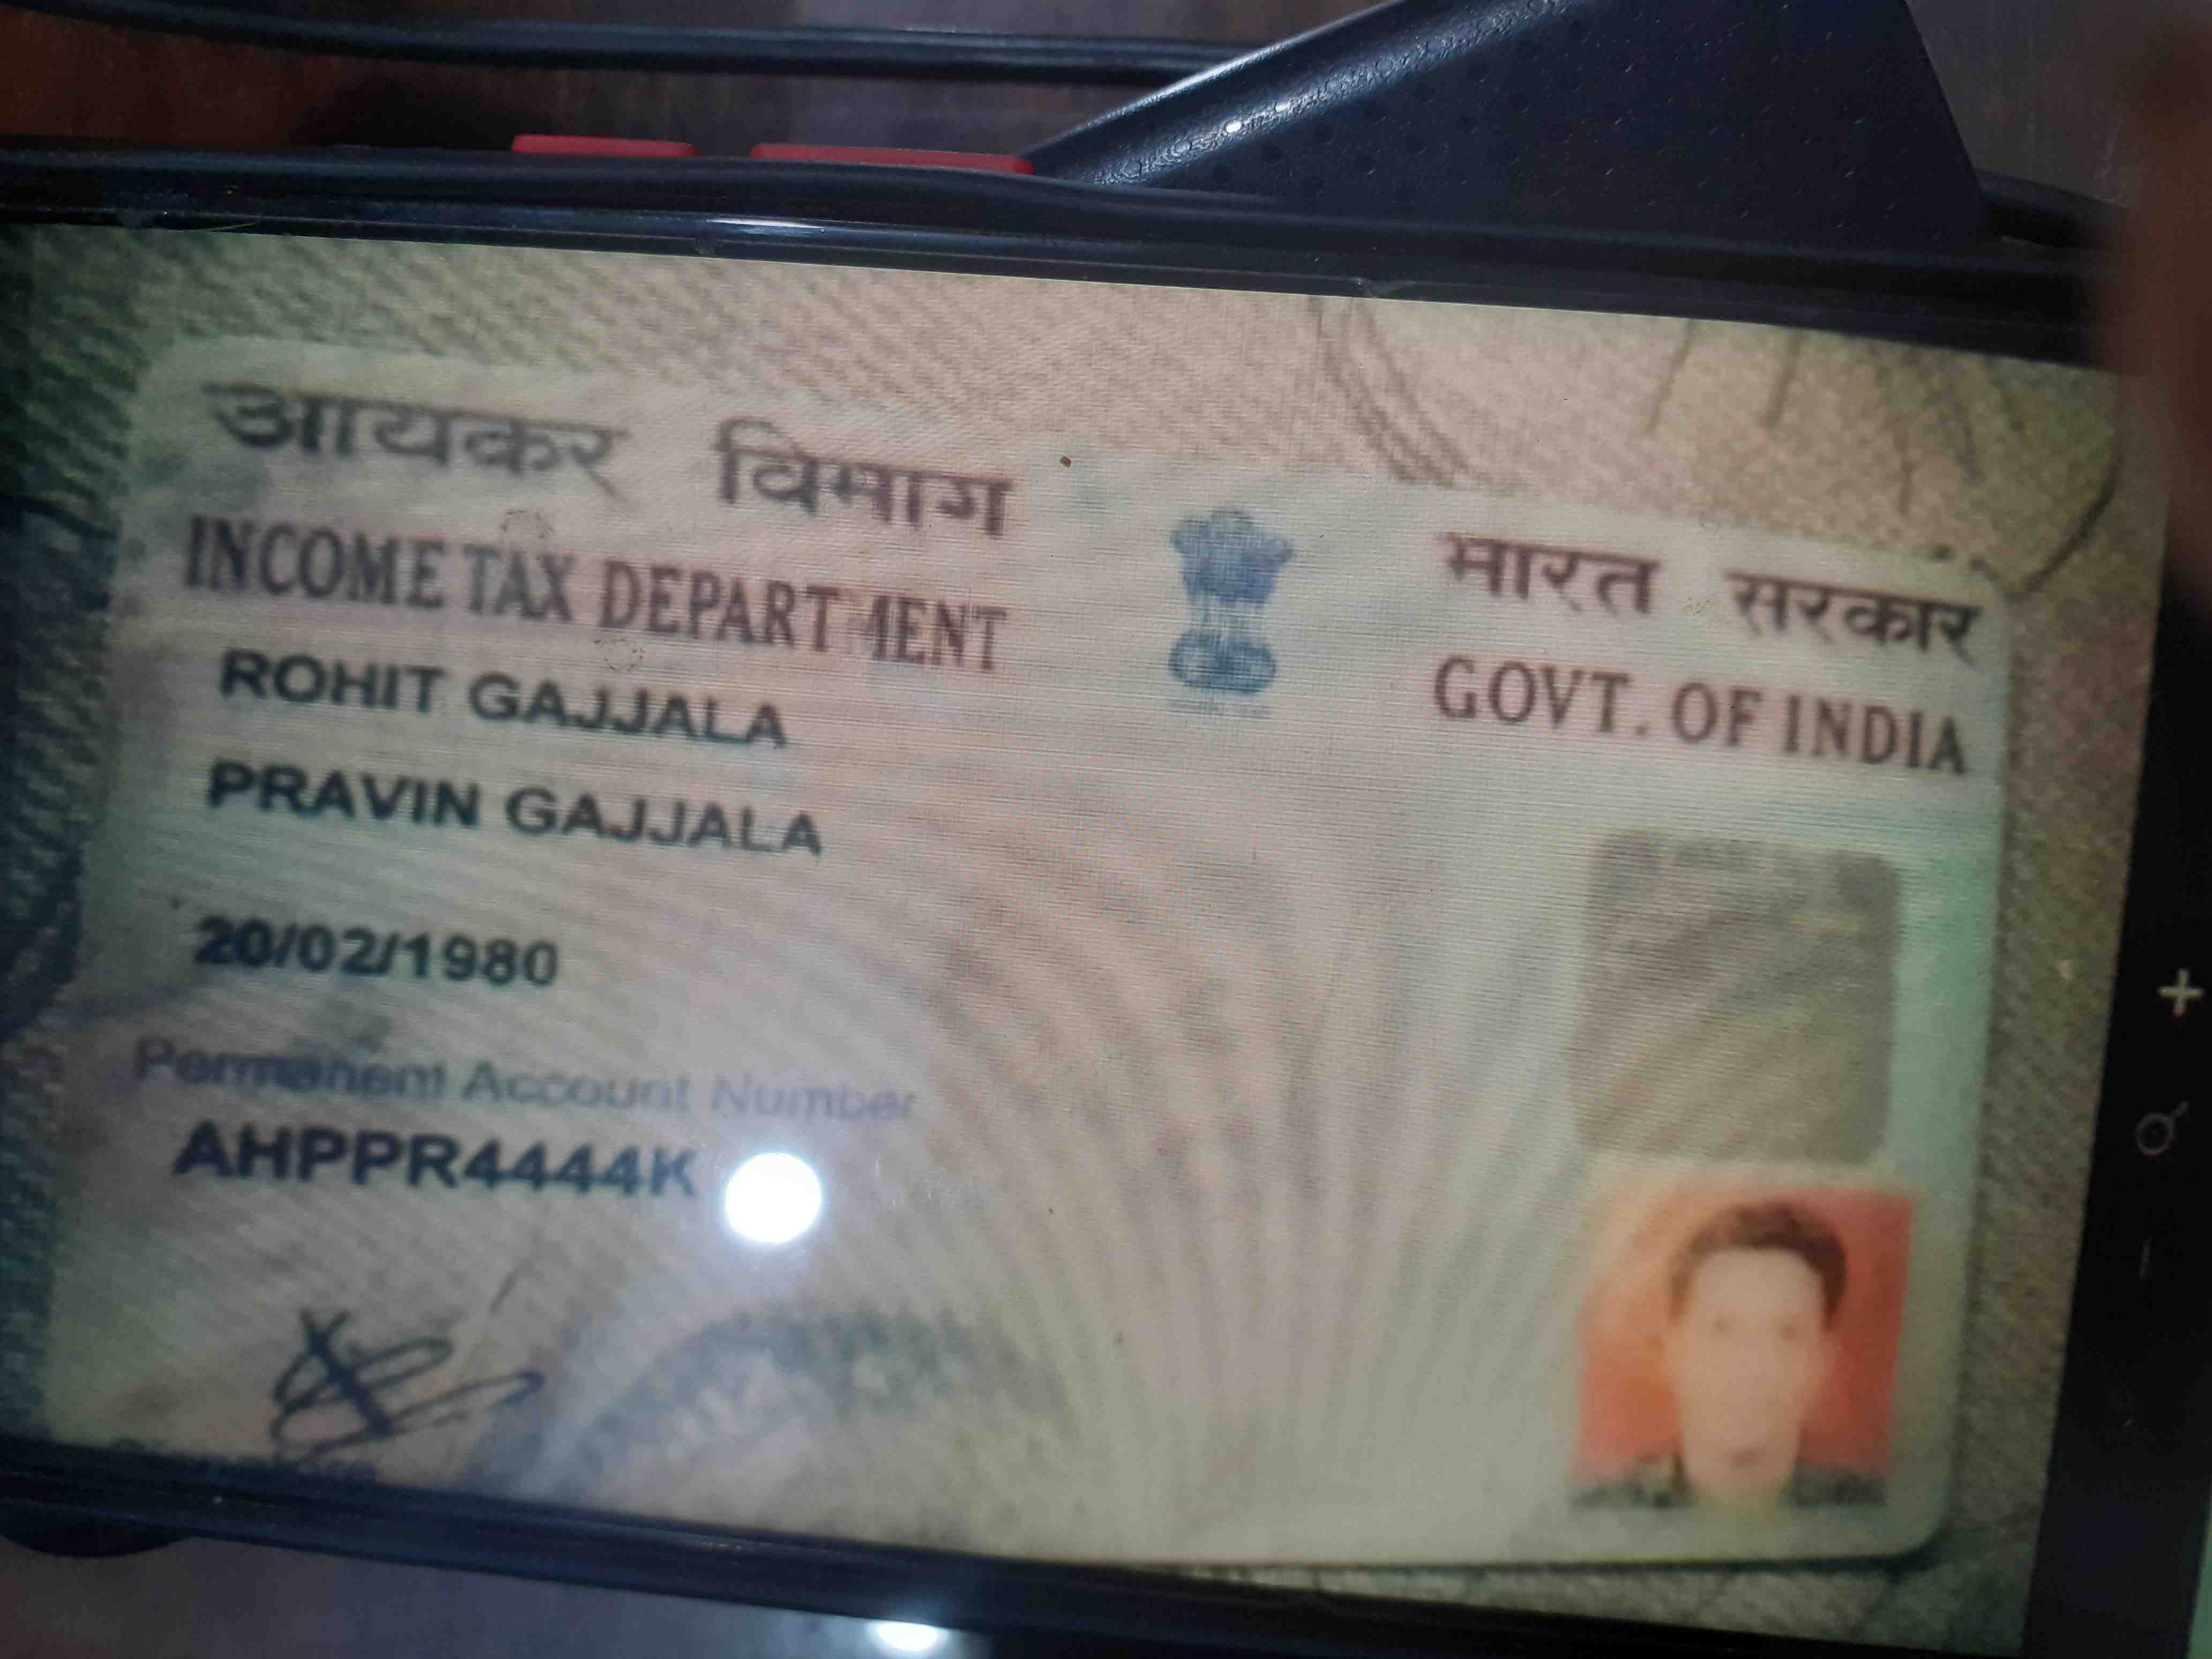 आयकर विभाग
INCOME TAX DEPARTMENT
भारत सरकार
GOVT. OF INDIA
ROHIT GAJJALA
PRAVIN GAJJALA
20/02/1980
Permanent Account Number
AHPPR4444K